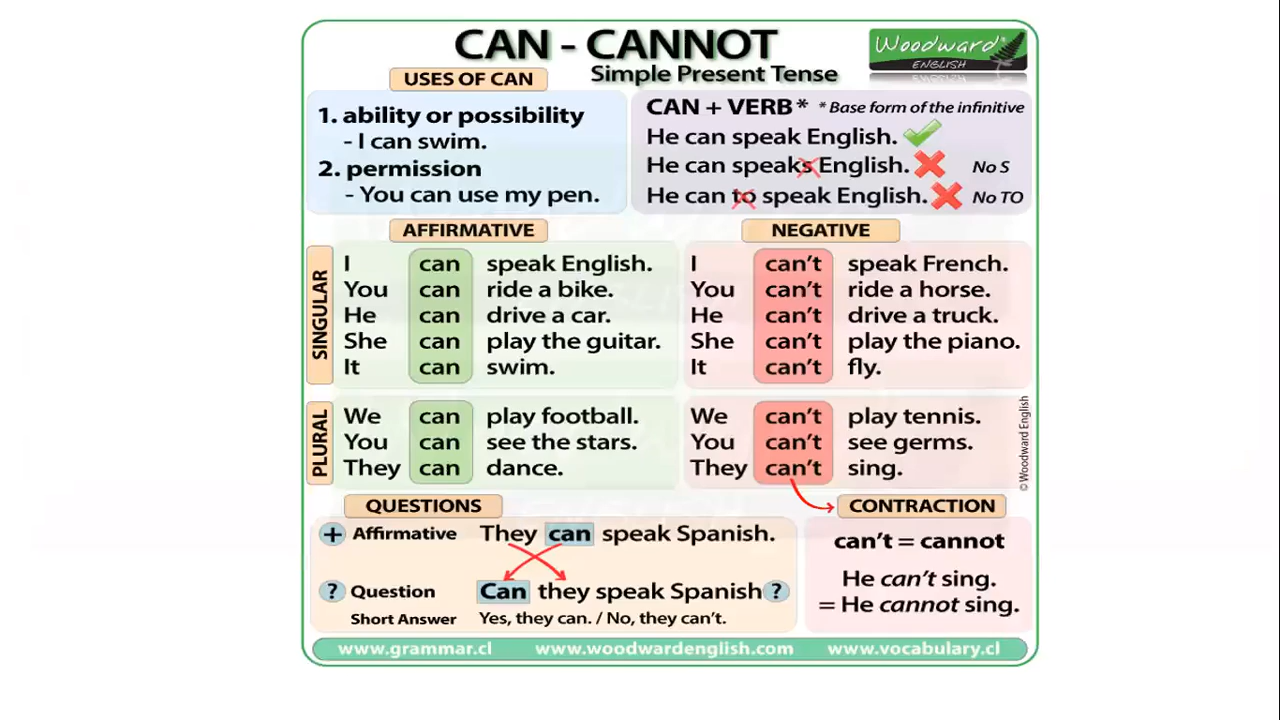 CAN - CANNOT
Simple Present Tense
Woodward®
ENGLISH
USES OF CAN
1. ability or possibility
- I can swim.
2. permission
- You can use my pen.
CAN + VERB* * Base form of the infinitive
He can speak English.
He can speaks English. No S
He can to speak English. No TO
AFFIRMATIVE
SINGULAR
I can speak English.
You can ride a bike.
He can drive a car.
She can play the guitar.
It can swim.
PLURAL
We can play football.
You can see the stars.
They can dance.
NEGATIVE
I can't speak French.
You can't ride a horse.
He can't drive a truck.
She can't play the piano.
It can't fly.
We can't play tennis.
You can't see germs.
They can't sing.
© Woodward English
QUESTIONS
+ Affirmative They can speak Spanish.
? Question Can they speak Spanish ?
Short Answer Yes, they can. / No, they can't.
CONTRACTION
can't = cannot
He can't sing.
= He cannot sing.
www.grammar.cl www.woodwardenglish.com www.vocabulary.cl